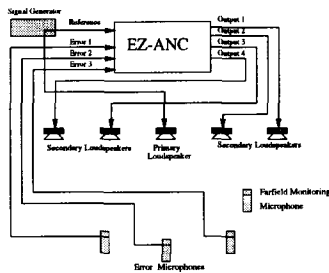 Signal Generator
Reference
Error 1
Error 2
Error 3
EZ-ANC
Output 1
Output 2
Output 3
Output 4
Secondary Loudspeakers
Primary
Loudspeaker
Secondary Loudspeakers
Farfield Monitoring
Microphone
Error Microphones